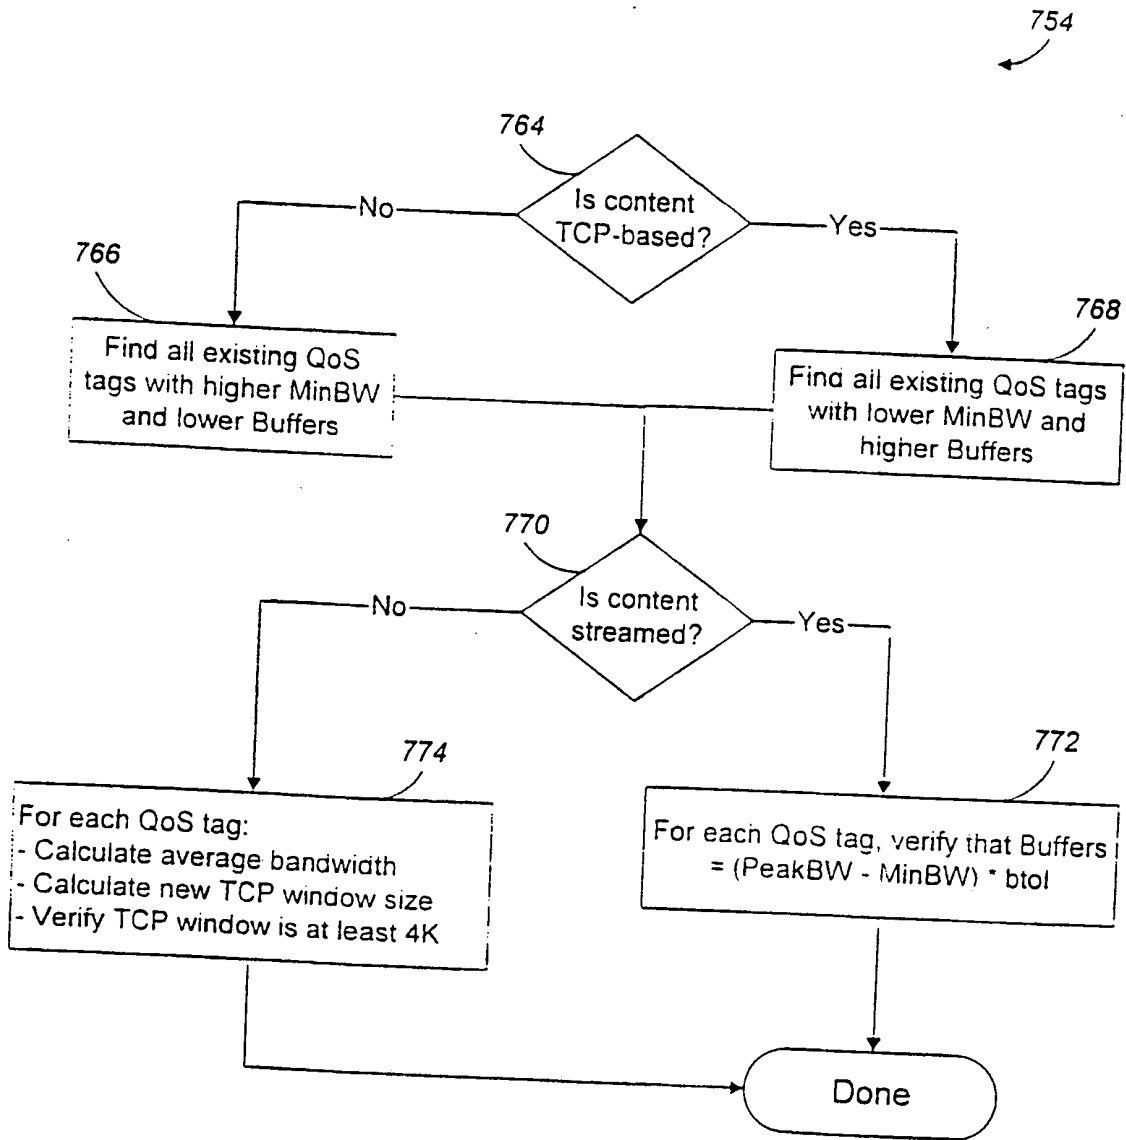 754
764
Is content
TCP-based?
No
Yes
766
768
Find all existing QoS
tags with higher MinBW
and lower Buffers
Find all existing QoS tags
with lower MinBW and
higher Buffers
770
Is content
streamed?
No
Yes
774
772
For each QoS tag:
- Calculate average bandwidth
- Calculate new TCP window size
- Verify TCP window is at least 4K
For each QoS tag, verify that Buffers
= (PeakBW - MinBW) * btol
Done